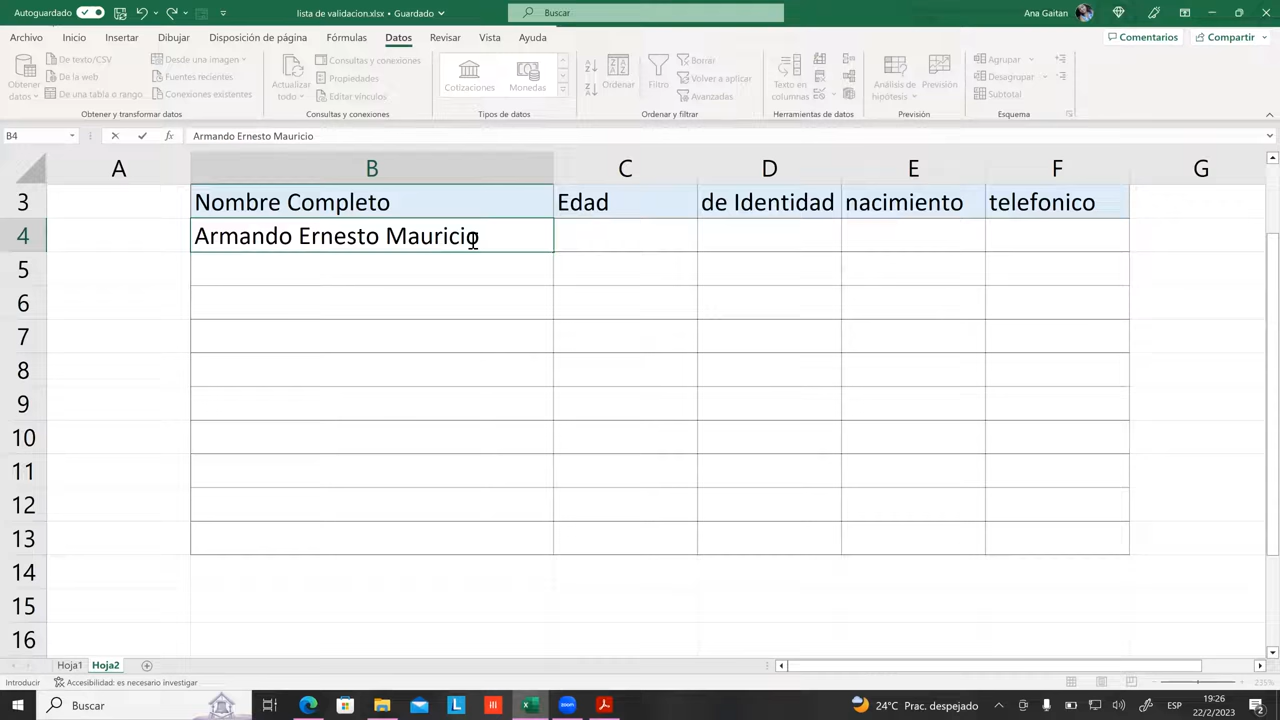 Autoguardado
lista de validacion.xlsx • Guardado
Buscar
Ana Gaitan
Archivo Inicio Insertar Dibujar Disposición de página Fórmulas Datos Revisar Vista Ayuda
Comentarios Compartir
Obtener datos
De texto/CSV
De la web
De una tabla o rango
Desde una imagen
Fuentes recientes
Conexiones existentes
Obtener y transformar datos
Actualizar todo
Consultas y conexiones
Propiedades
Editar vínculos
Consultas y conexiones
Cotizaciones
Monedas
Tipos de datos
Ordenar
Filtro
Borrar
Volver a aplicar
Avanzadas
Ordenar y filtrar
Texto en columnas
Herramientas de datos
Análisis de hipótesis
Previsión
Previsión
Agrupar
Desagrupar
Subtotal
Esquema
B4
fx
Armando Ernesto Mauricio
A B C D E F G
3 Nombre Completo Edad de Identidad nacimiento telefonico
4 Armando Ernesto Mauricio
5
6
7
8
9
10
11
12
13
14
15
16
Hoja1 Hoja2
Introducir
Accesibilidad: es necesario investigar
235%
Buscar
24°C Prac. despejado
ESP
19:26
22/2/2023